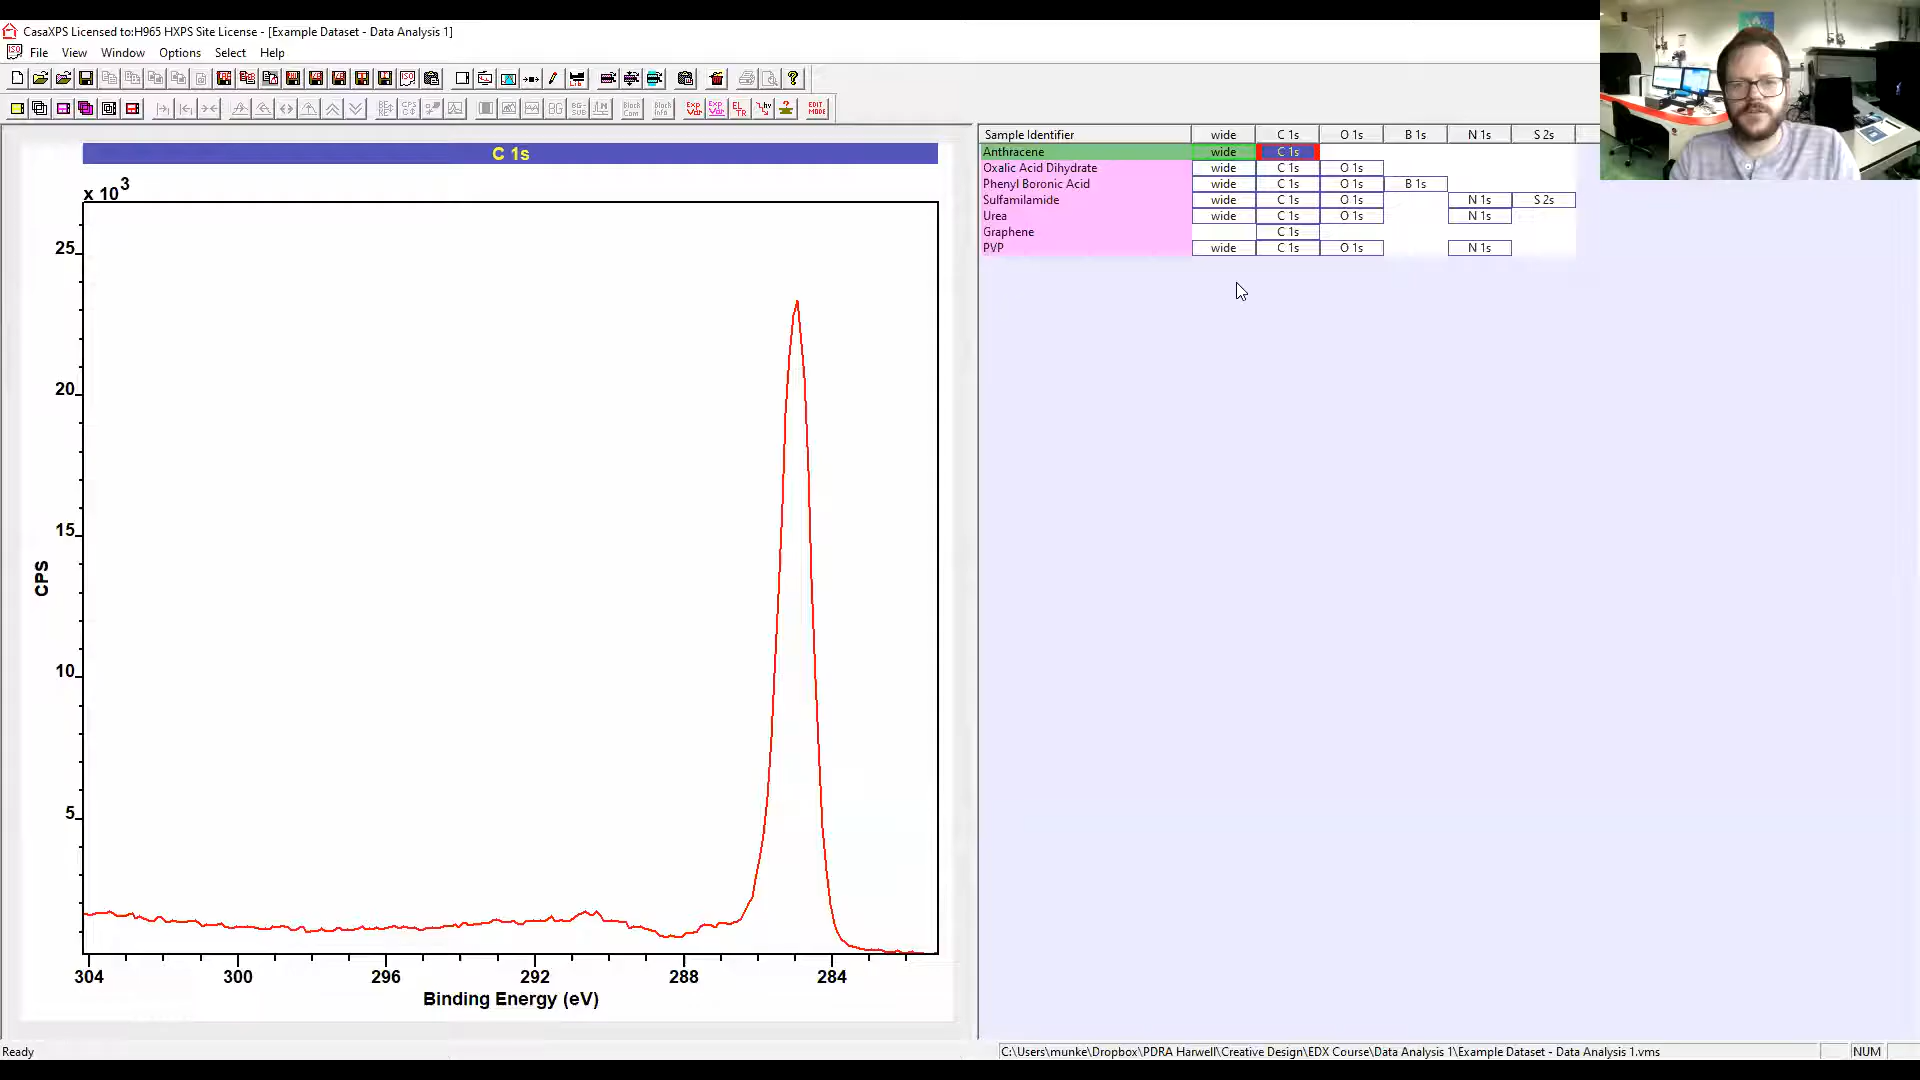 CasaXPS Licensed to:H965 HXPS Site License - [Example Dataset - Data Analysis 1]
File View Window Options Select Help
C 1s
x 10³
25
20
15
10
5
CPS
304 300 296 292 288 284
Binding Energy (eV)
Sample Identifier wide C 1s O 1s B 1s N 1s S 2s
Anthracene wide C 1s
Oxalic Acid Dihydrate wide C 1s O 1s
Phenyl Boronic Acid wide C 1s O 1s B 1s
Sulfamilamide wide C 1s O 1s N 1s S 2s
Urea wide C 1s O 1s N 1s
Graphene C 1s
PVP wide C 1s O 1s N 1s
Ready
C:\Users\munke\Dropbox\PDRA Harwell\Creative Design\EDX Course\Data Analysis 1\Example Dataset - Data Analysis 1.vms
NUM